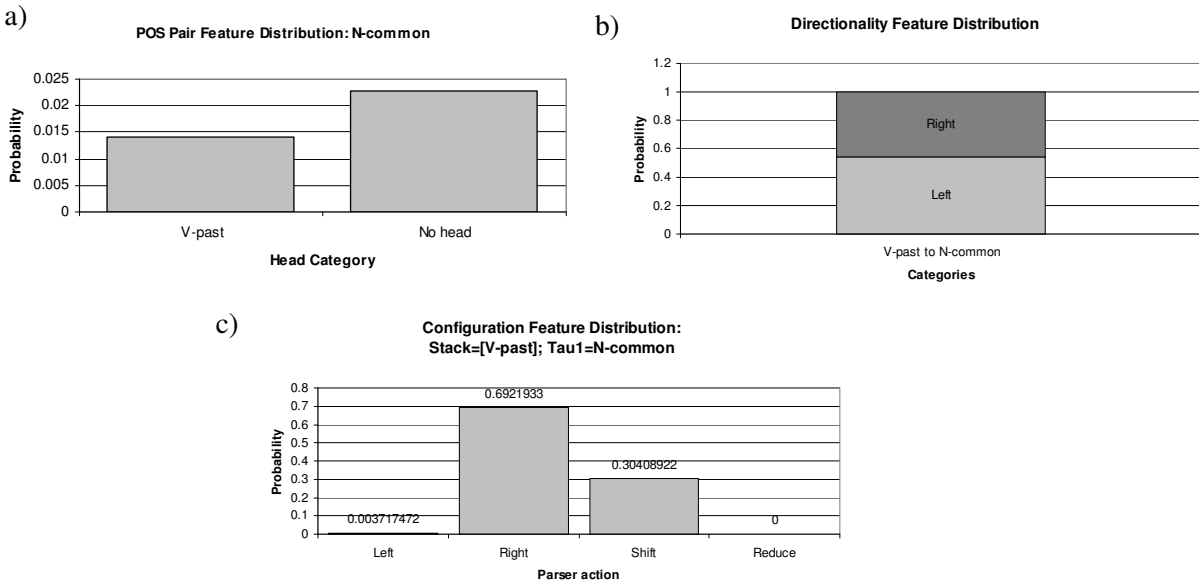 a)
POS Pair Feature Distribution: N-common
0.025
0.02
0.015
0.01
0.005
0
Probability
V-past
No head
Head Category
b)
Directionality Feature Distribution
1.2
1
0.8
0.6
0.4
0.2
0
Probability
Right
Left
V-past to N-common
Categories
c)
Configuration Feature Distribution:
Stack=[V-past]; Tau1=N-common
0.8
0.7
0.6
0.5
0.4
0.3
0.2
0.1
0
Probability
0.003717472
0.6921933
0.30408922
0
Left
Right
Shift
Reduce
Parser action